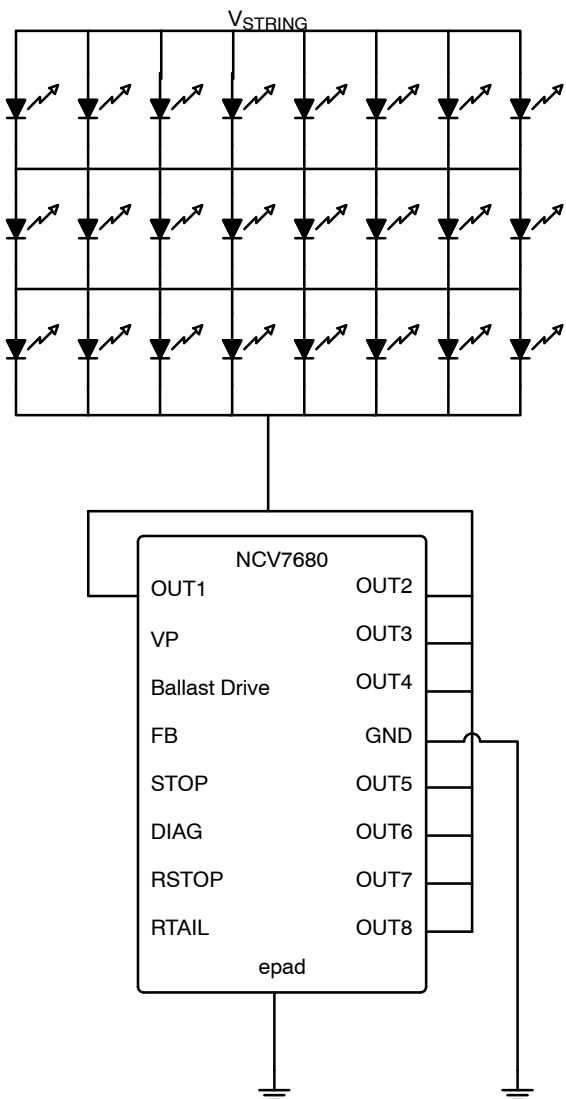 VSTRING
NCV7680
OUT1
VP
Ballast Drive
FB
STOP
DIAG
RSTOP
RTAIL
OUT2
OUT3
OUT4
GND
OUT5
OUT6
OUT7
OUT8
epad